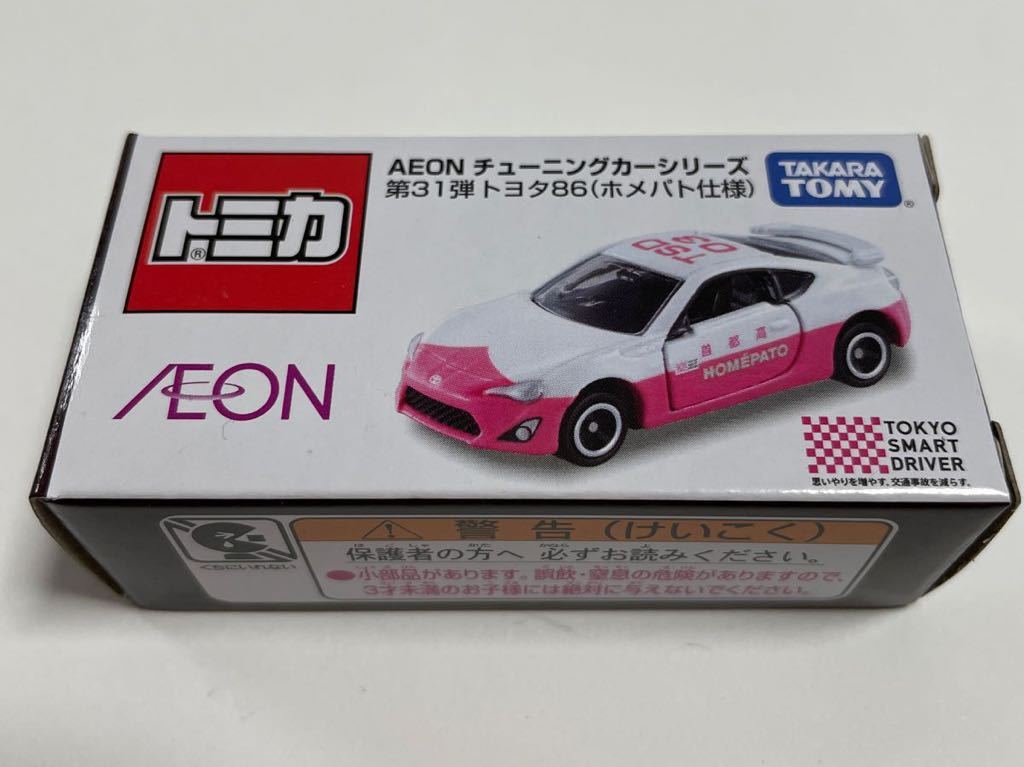 トミカ®
AEON チューニングカーシリーズ
第31弾 トヨタ86(ホメパト仕様)
TAKARA
TOMY®
AEON
TSD
03
首都高
HOMÉPATO
TOKYO
SMART
DRIVER
思いやりを増やす。交通事故を減らす。
くちにいれない
警告(けいこく)
保護者の方へ 必ずお読みください。
●小部品があります。誤飲・窒息の危険がありますので、
3才未満のお子様には絶対に与えないでください。